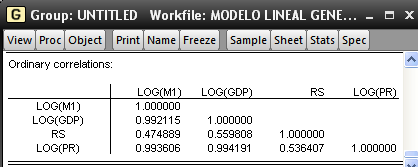 G Group: UNTITLED Workfile: MODELO LINEAL GENE...
View Proc Object Print Name Freeze Sample Sheet Stats Spec
Ordinary correlations:
LOG(M1) LOG(GDP) RS LOG(PR)
LOG(M1) 1.000000
LOG(GDP) 0.992115 1.000000
RS 0.474889 0.559808 1.000000
LOG(PR) 0.993606 0.994191 0.536407 1.000000